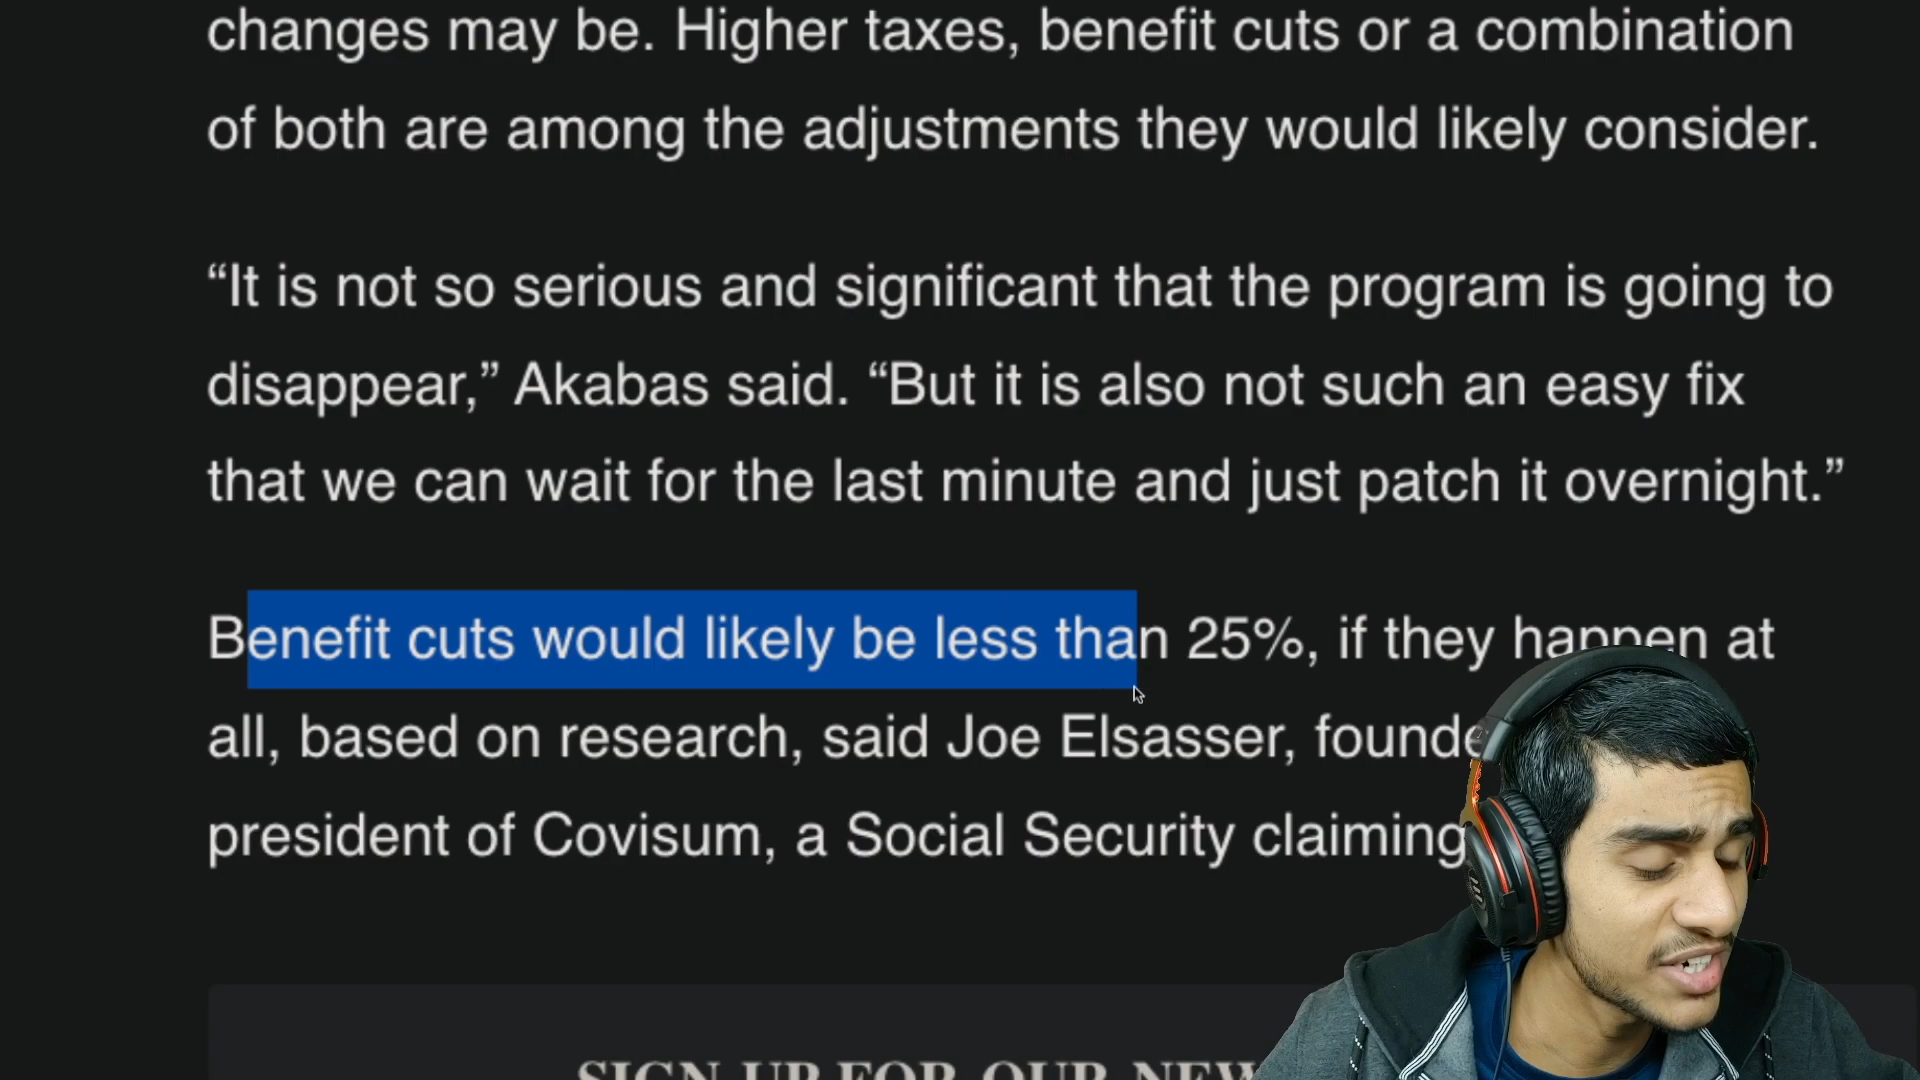 changes may be. Higher taxes, benefit cuts or a combination
of both are among the adjustments they would likely consider.
“It is not so serious and significant that the program is going to
disappear,” Akabas said. “But it is also not such an easy fix
that we can wait for the last minute and just patch it overnight.”
Benefit cuts would likely be less than 25%, if they happen at
all, based on research, said Joe Elsasser,
president of Covisum, a Social Security claiming
SIGN UP FOR OUR